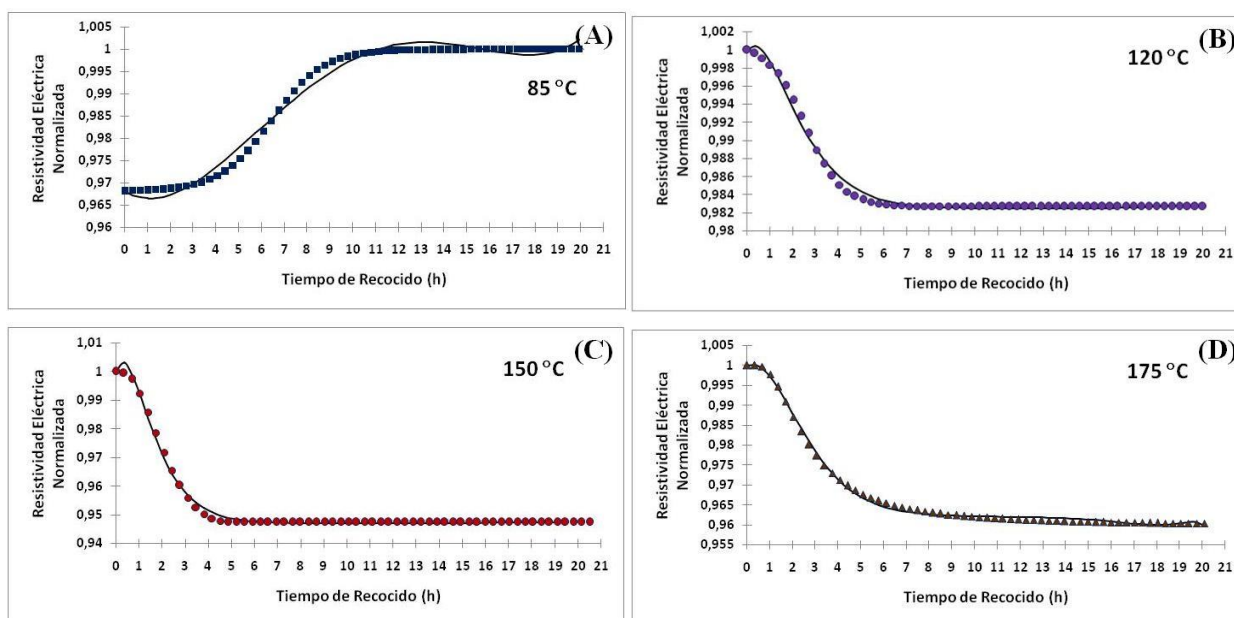 (A)
85 °C
Resistividad Eléctrica
Normalizada
1,005
1
0,995
0,99
0,985
0,98
0,975
0,97
0,965
0,96
0 1 2 3 4 5 6 7 8 9 10 11 12 13 14 15 16 17 18 19 20 21
Tiempo de Recocido (h)
(B)
120 °C
Resistividad Eléctrica
Normalizada
1,002
1
0,998
0,996
0,994
0,992
0,99
0,988
0,986
0,984
0,982
0,98
0 1 2 3 4 5 6 7 8 9 10 11 12 13 14 15 16 17 18 19 20 21
Tiempo de Recocido (h)
(C)
150 °C
Resistividad Eléctrica
Normalizada
1,01
1
0,99
0,98
0,97
0,96
0,95
0,94
0 1 2 3 4 5 6 7 8 9 10 11 12 13 14 15 16 17 18 19 20 21
Tiempo de Recocido (h)
(D)
175 °C
Resistividad Eléctrica
Normalizada
1,005
1
0,995
0,99
0,985
0,98
0,975
0,97
0,965
0,96
0,955
0 1 2 3 4 5 6 7 8 9 10 11 12 13 14 15 16 17 18 19 20 21
Tiempo de Recocido (h)